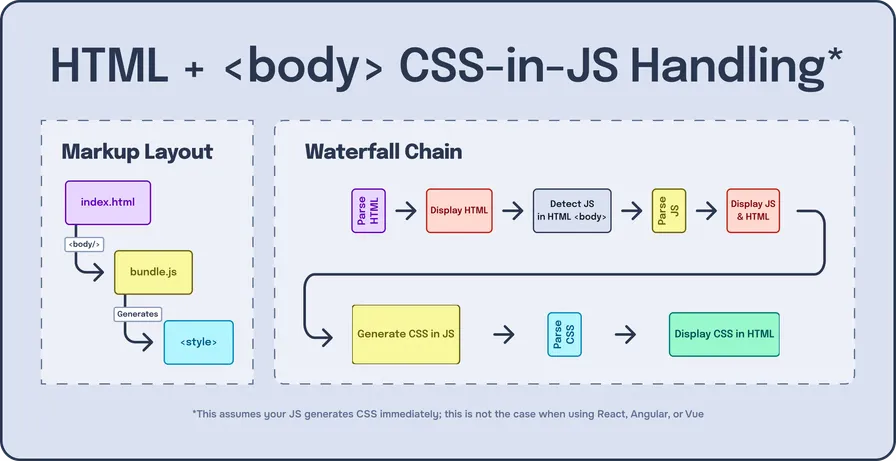 HTML + <body> CSS-in-JS Handling*
Markup Layout
index.html
<body/>
bundle.js
Generates
<style>
Waterfall Chain
Parse
HTML
Display HTML
Detect JS
in HTML <body>
Parse
JS
Display JS
& HTML
Generate CSS in JS
Parse
CSS
Display CSS in HTML
*This assumes your JS generates CSS immediately; this is not the case when using React, Angular, or Vue